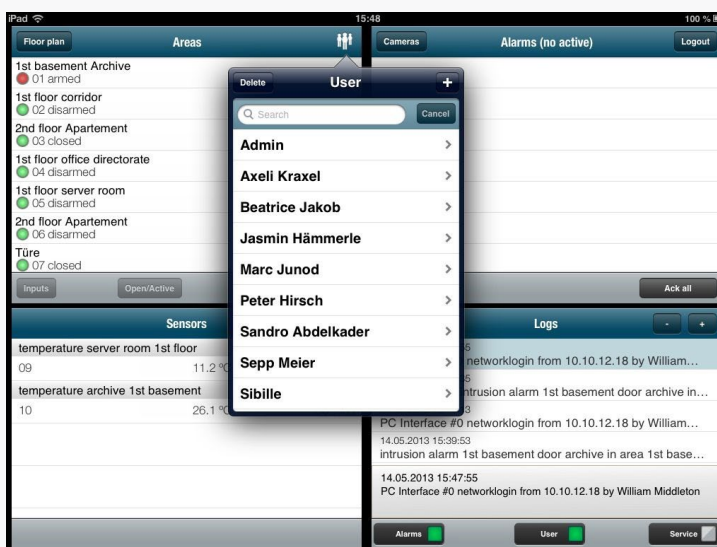 iPad 15:48 100 %
Floor plan Areas
1st basement Archive
01 armed
1st floor corridor
02 disarmed
2nd floor Apartement
03 closed
1st floor office directorate
04 disarmed
1st floor server room
05 disarmed
2nd floor Apartement
06 disarmed
Türe
07 closed
Inputs Open/Active
Cameras Alarms (no active) Logout
Ack all
Delete User +
Search Cancel
Admin
Axeli Kraxel
Beatrice Jakob
Jasmin Hämmerle
Marc Junod
Peter Hirsch
Sandro Abdelkader
Sepp Meier
Sibille
Sensors
temperature server room 1st floor
09 11.2 ºC
temperature archive 1st basement
10 26.1 ºC
Logs - +
networklogin from 10.10.12.18 by William...
intrusion alarm 1st basement door archive in...
PC Interface #0 networklogin from 10.10.12.18 by William...
14.05.2013 15:39:53
intrusion alarm 1st basement door archive in area 1st base...
14.05.2013 15:47:55
PC Interface #0 networklogin from 10.10.12.18 by William Middleton
Alarms User Service